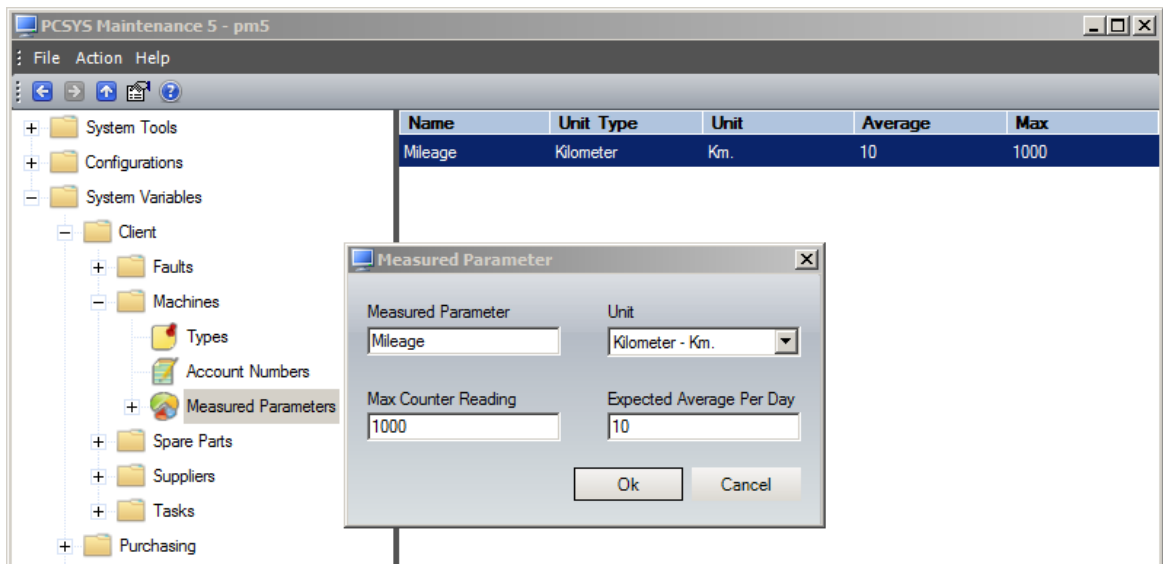 PCSYS Maintenance 5 - pm5
File Action Help
System Tools
Configurations
System Variables
Client
Faults
Machines
Types
Account Numbers
Measured Parameters
Spare Parts
Suppliers
Tasks
Purchasing
Name Unit Type Unit Average Max
Mileage Kilometer Km. 10 1000
Measured Parameter
Measured Parameter Unit
Mileage Kilometer - Km.
Max Counter Reading Expected Average Per Day
1000 10
Ok Cancel